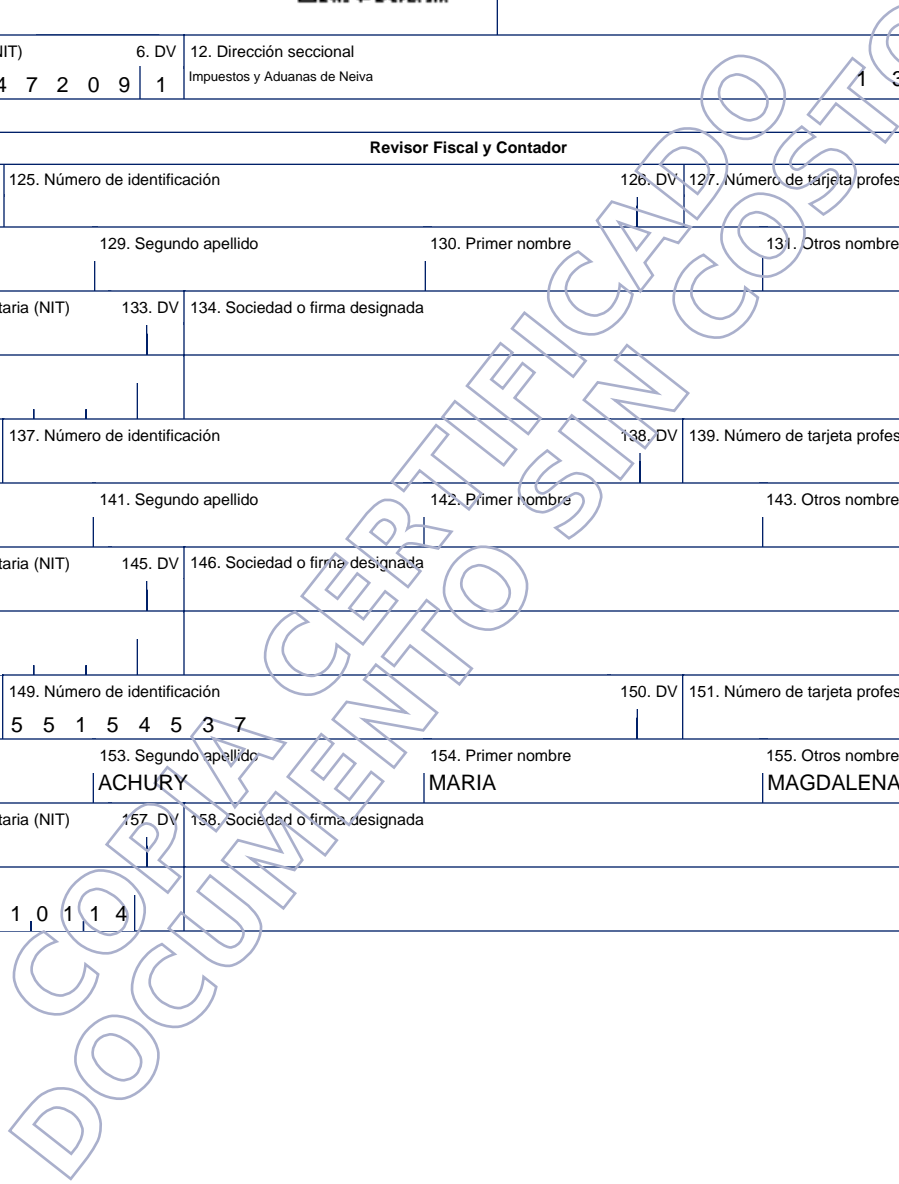 NIT) 6. DV 12. Dirección seccional
4 7 2 0 9 1 Impuestos y Aduanas de Neiva 1 3
Revisor Fiscal y Contador
125. Número de identificación 126. DV 127. Número de tarjeta profes
129. Segundo apellido 130. Primer nombre 131. Otros nombre
taria (NIT) 133. DV 134. Sociedad o firma designada
137. Número de identificación 138. DV 139. Número de tarjeta profes
141. Segundo apellido 142. Primer nombre 143. Otros nombre
taria (NIT) 145. DV 146. Sociedad o firma designada
149. Número de identificación 150. DV 151. Número de tarjeta profes
5 5 1 5 4 5 3 7
153. Segundo apellido 154. Primer nombre 155. Otros nombre
ACHURY MARIA MAGDALENA
taria (NIT) 157. DV 158. Sociedad o firma designada
1 0 1 1 4
COPIA CERTIFICADO
DOCUMENTO SIN COSTO